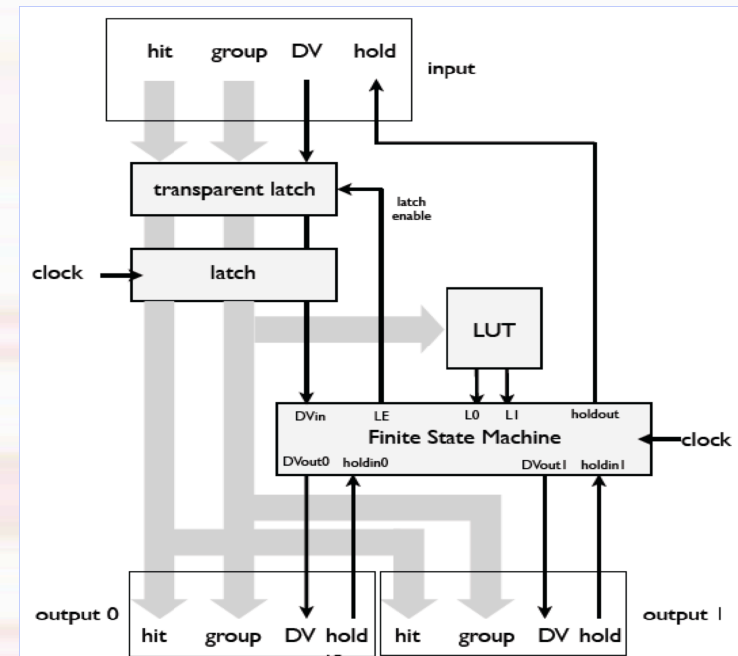 hit group DV hold
input
transparent latch
latch
enable
clock
latch
LUT
DVin LE L0 L1 holdout
Finite State Machine
clock
DVout0 holdin0 DVout1 holdin1
output 0
output 1
hit group DV hold hit group DV hold